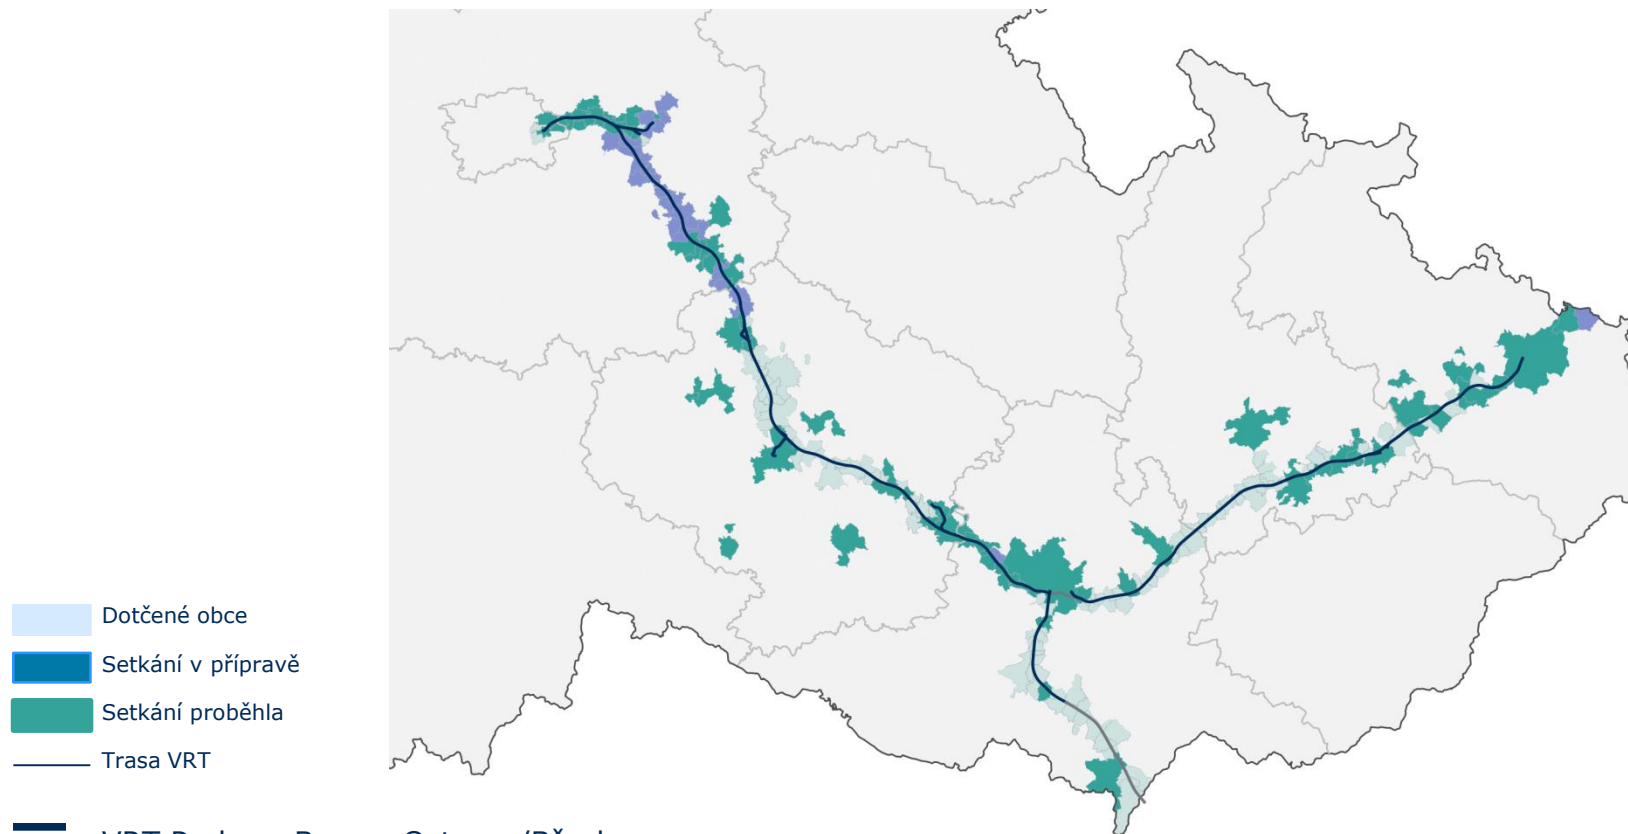 Dotčené obce
Setkání v přípravě
Setkání proběhla
Trasa VRT